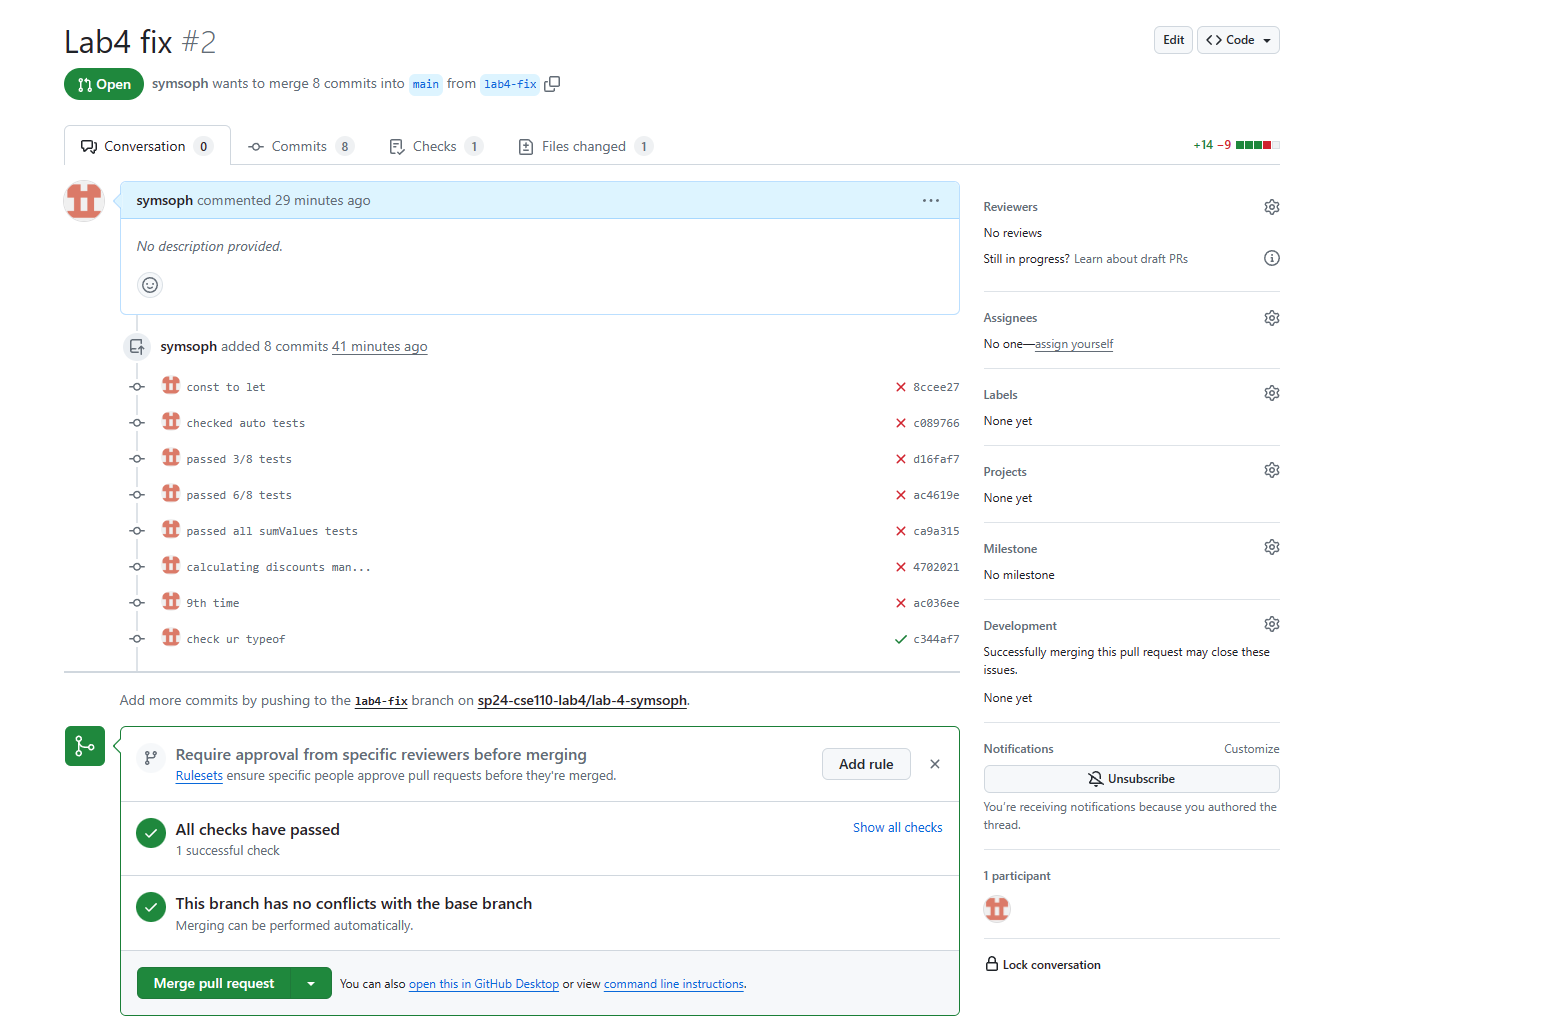 Lab4 fix #2
Edit
Code
Open
symsoph wants to merge 8 commits into main from lab4-fix
Conversation 0
Commits 8
Checks 1
Files changed 1
+14 −9
symsoph commented 29 minutes ago
No description provided.
symsoph added 8 commits 41 minutes ago
const to let 8ccee27
checked auto tests c089766
passed 3/8 tests d16faf7
passed 6/8 tests ac4619e
passed all sumValues tests ca9a315
calculating discounts man... 4702021
9th time ac036ee
check ur typeof c344af7
Add more commits by pushing to the lab4-fix branch on sp24-cse110-lab4/lab-4-symsoph.
Require approval from specific reviewers before merging
Rulesets ensure specific people approve pull requests before they're merged.
Add rule
All checks have passed
1 successful check
Show all checks
This branch has no conflicts with the base branch
Merging can be performed automatically.
Merge pull request
You can also open this in GitHub Desktop or view command line instructions.
Reviewers
No reviews
Still in progress? Learn about draft PRs
Assignees
No one—assign yourself
Labels
None yet
Projects
None yet
Milestone
No milestone
Development
Successfully merging this pull request may close these
issues.
None yet
Notifications
Customize
Unsubscribe
You're receiving notifications because you authored the
thread.
1 participant
Lock conversation